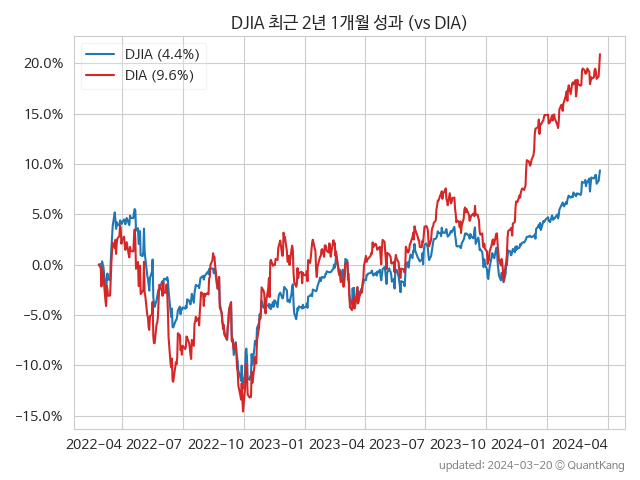 DJIA 최근 2년 1개월 성과 (vs DIA)
DJIA (4.4%)
DIA (9.6%)
20.0%
15.0%
10.0%
5.0%
0.0%
−5.0%
−10.0%
−15.0%
2022-04 2022-07 2022-10 2023-01 2023-04 2023-07 2023-10 2024-01 2024-04
updated: 2024-03-20 © QuantKang